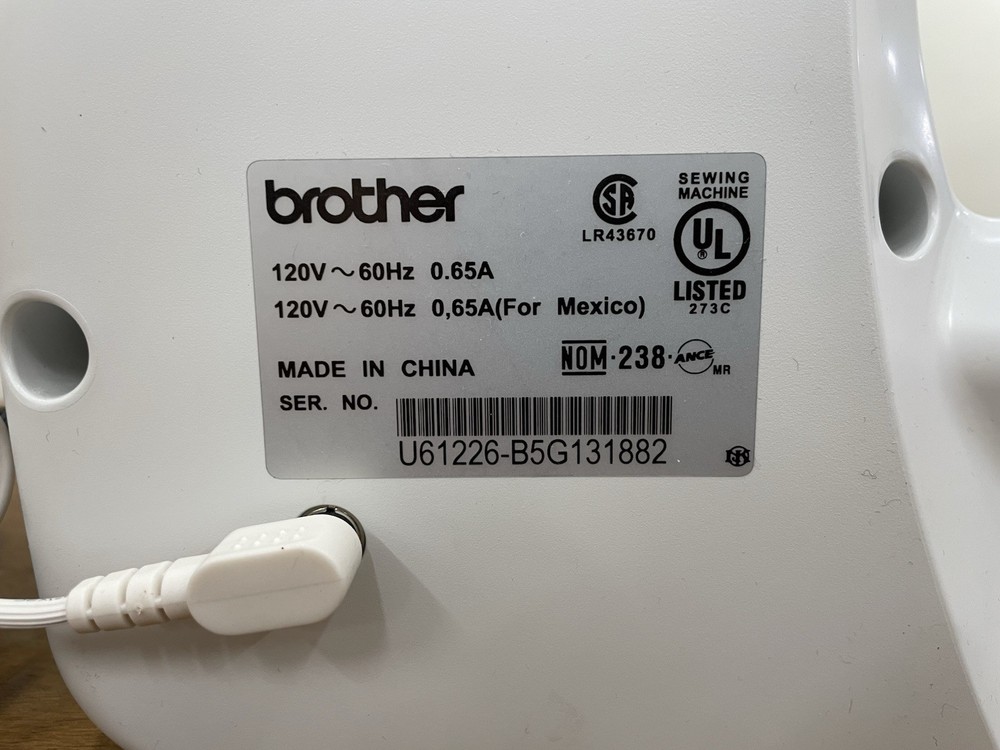 brother
SA
LR43670
SEWING
MACHINE
UL
®
LISTED
273C
120V～60Hz 0.65A
120V～60Hz 0,65A(For Mexico)
MADE IN CHINA
NOM·238·ANCE MR
SER. NO.
U61226-B5G131882